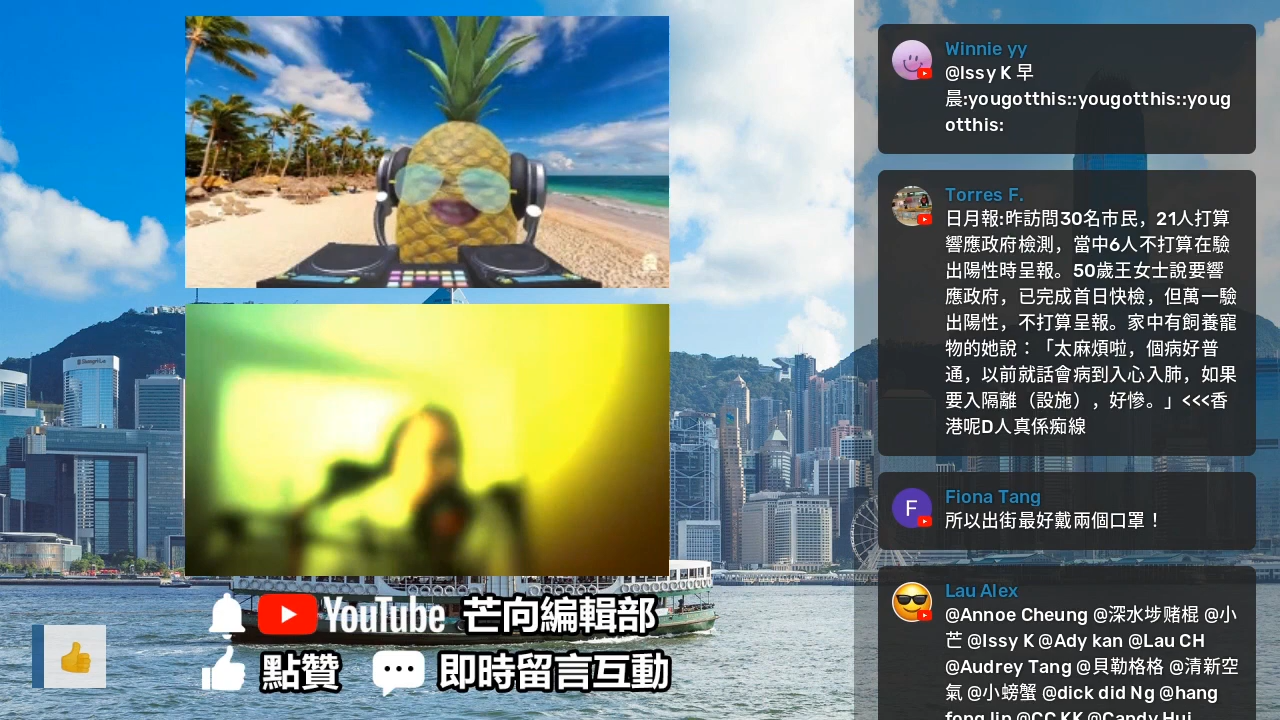 Winnie yy
@Issy K 早
晨:yougotthis::yougotthis::youg
otthis:
Torres F.
日月報:昨訪問30名市民，21人打算
響應政府檢測，當中6人不打算在驗
出陽性時呈報。50歲王女士說要響
應政府，已完成首日快檢，但萬一驗
出陽性，不打算呈報。家中有飼養寵
物的她說：「太麻煩啦，個病好普
通，以前就話會病到入心入肺，如果
要入隔離（設施），好慘。」<<<香
港呢D人真係痴線
F
Fiona Tang
所以出街最好戴兩個口罩！
Lau Alex
@Annoe Cheung @深水埗赌棍 @小
芒 @Issy K @Ady kan @Lau CH
@Audrey Tang @貝勒格格 @清新空
氣 @小螃蟹 @dick did Ng @hang
fong lin @CC KK @Candy Hui
YouTube 芒向編輯部
點贊 即時留言互動